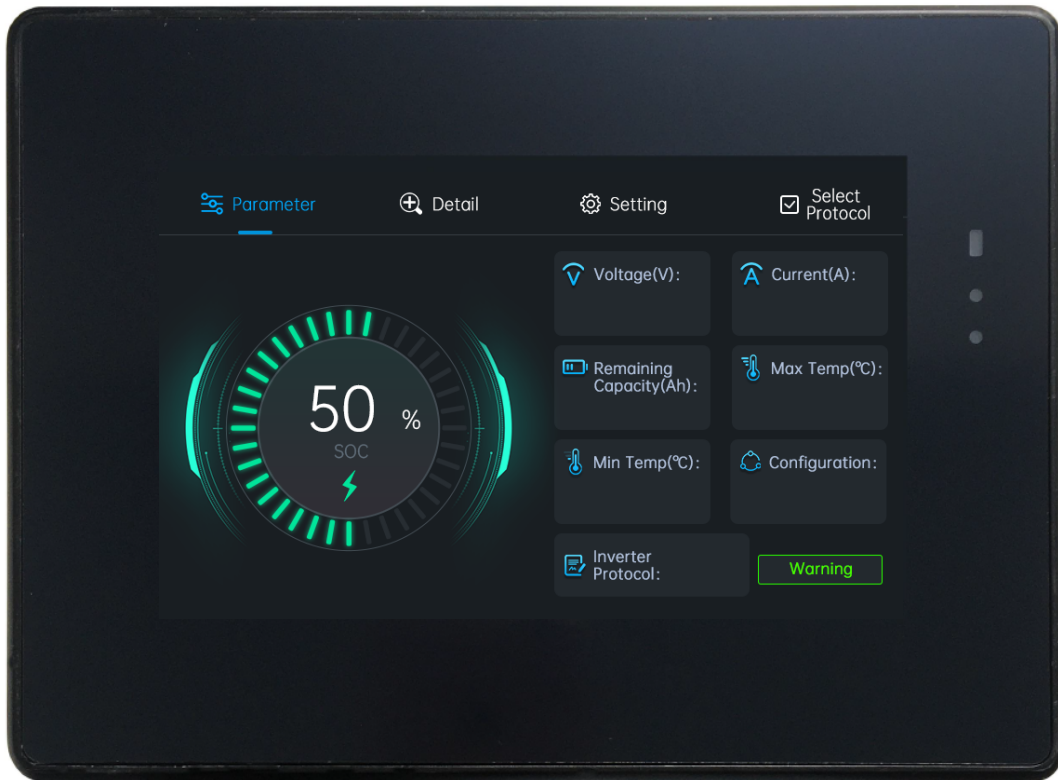 Parameter
Detail
Setting
Select
Protocol
Voltage(V):
Current(A):
Remaining
Capacity(Ah):
Max Temp(℃):
50 %
SOC
Min Temp(℃):
Configuration:
Inverter
Protocol:
Warning